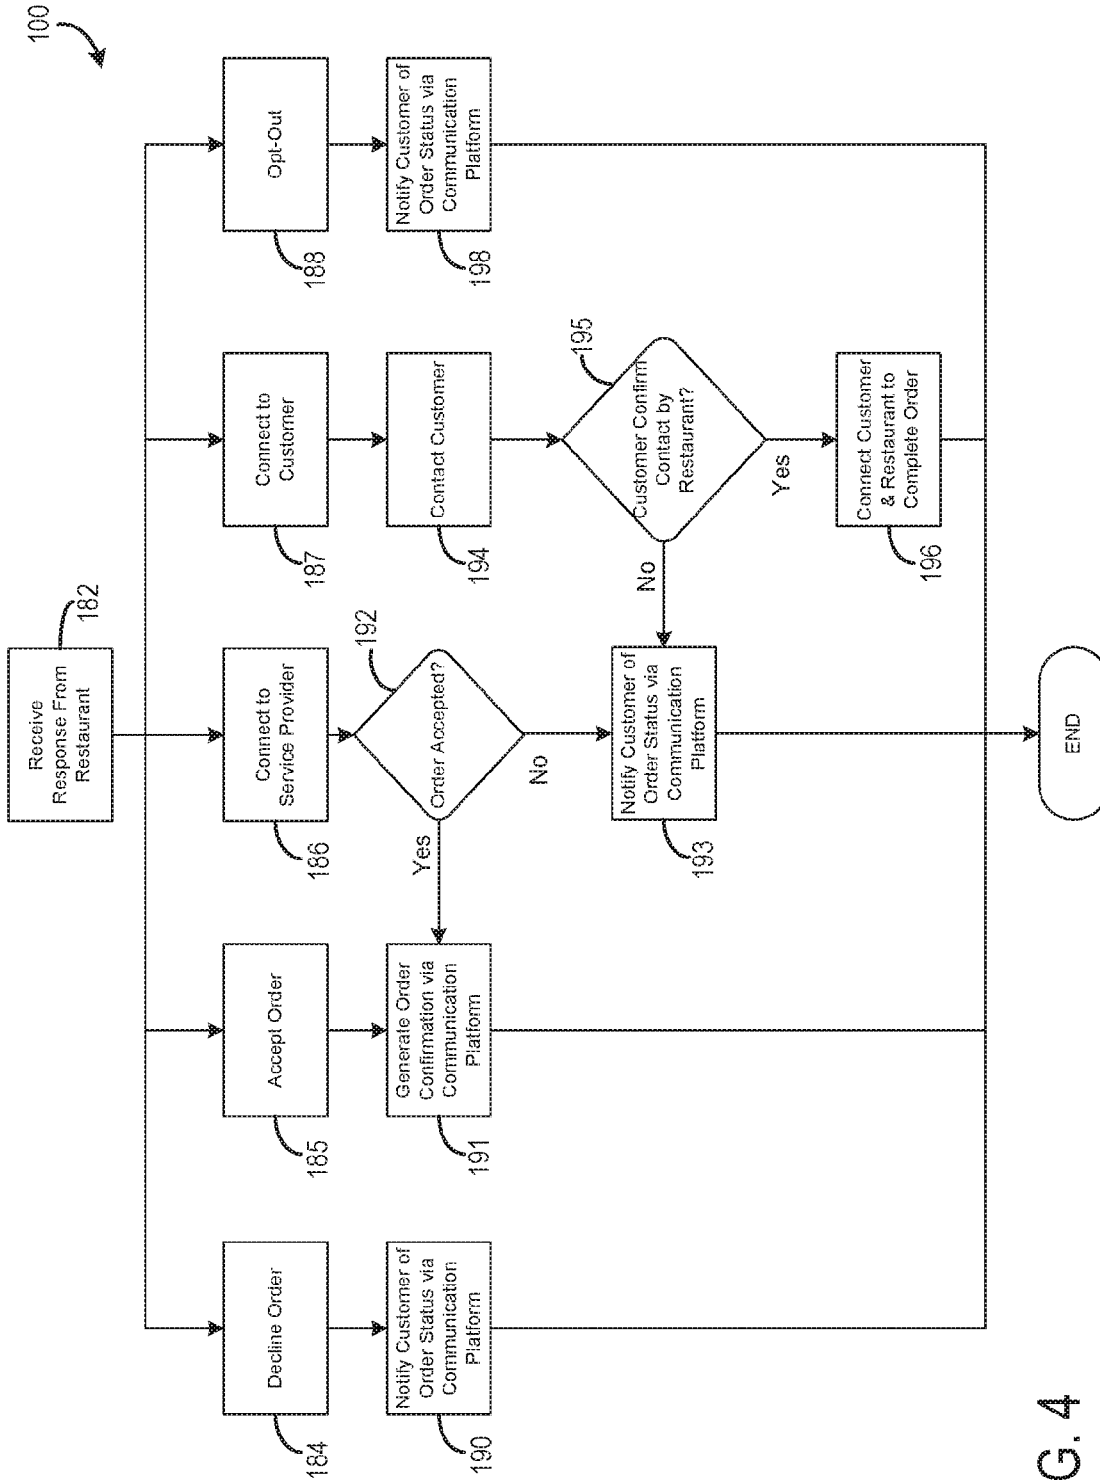 100
Receive
Response From
Restaurant
182
Decline Order
184
Accept Order
185
Connect to
Service Provider
186
Connect to
Customer
187
Opt-Out
188
Notify Customer of
Order Status via
Communication
Platform
190
Generate Order
Confirmation via
Communication
Platform
191
Order Accepted?
192
Yes
No
Contact Customer
194
Notify Customer of
Order Status via
Communication
Platform
198
Notify Customer of
Order Status via
Communication
Platform
193
Customer Confirm
Contact by
Restaurant?
195
No
Yes
Connect Customer
& Restaurant to
Complete Order
196
END
G. 4